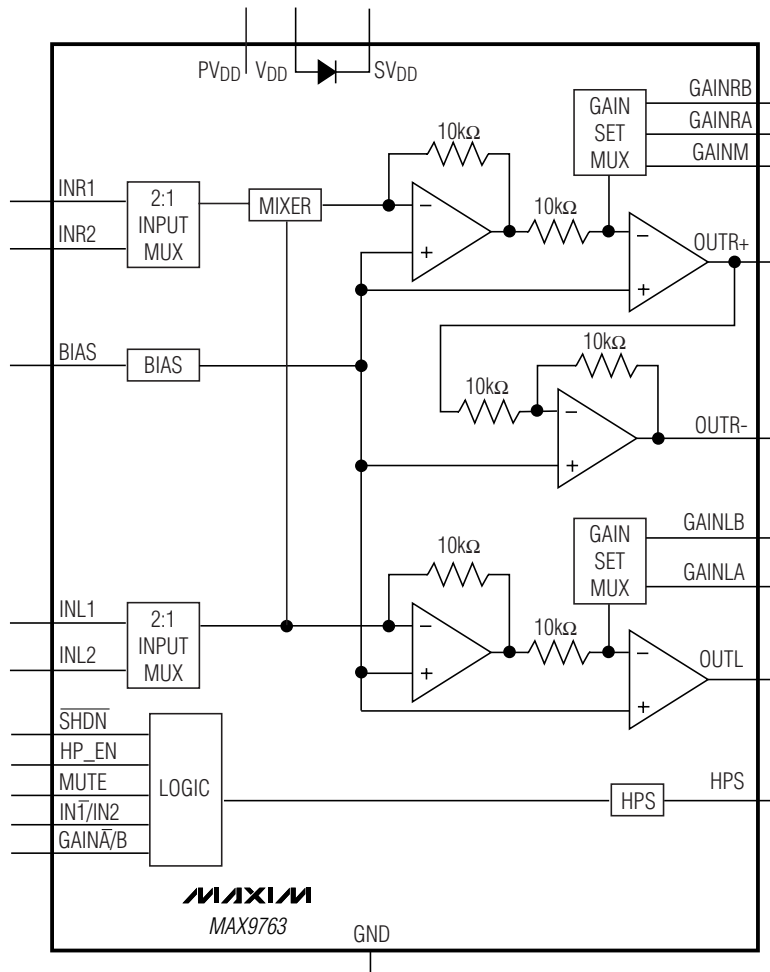 PVDD
VDD
SVDD
GAINRB
GAINRA
GAINM
GAIN
SET
MUX
10kΩ
INR1
INR2
2:1
INPUT
MUX
MIXER
10kΩ
−
+
−
+
OUTR+
BIAS
BIAS
10kΩ
10kΩ
−
+
OUTR-
GAINLB
GAINLA
GAIN
SET
MUX
10kΩ
INL1
INL2
2:1
INPUT
MUX
10kΩ
−
+
−
+
OUTL
S̅H̅D̅N̅
HP_EN
MUTE
IN1̅/IN2
GAINA̅/B
LOGIC
HPS
HPS
MAXIM
MAX9763
GND